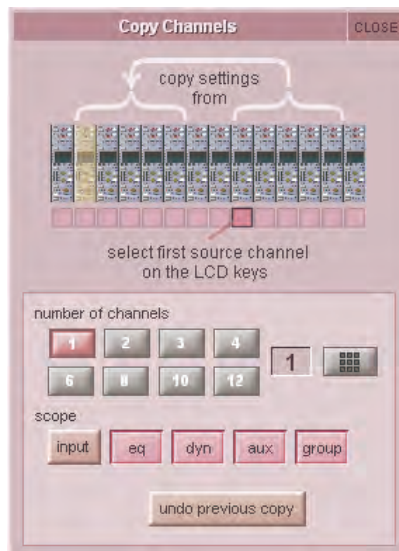 Copy Channels
CLOSE
copy settings
from
select first source channel
on the LCD keys
number of channels
1 2 3 4
1
6 8 10 12
scope
input eq dyn aux group
undo previous copy